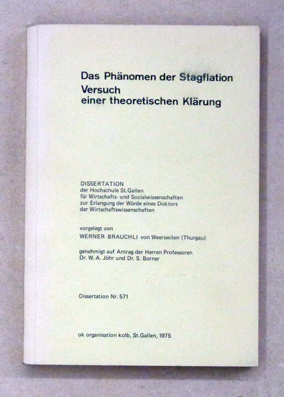 Das Phänomen der Stagflation
Versuch
einer theoretischen Klärung
DISSERTATION
der Hochschule St.Gallen
für Wirtschafts- und Sozialwissenschaften
zur Erlangung der Würde eines Doktors
der Wirtschaftswissenschaften
vorgelegt von
WERNER BRAUCHLI von Weerswilen (Thurgau)
genehmigt auf Antrag der Herren Professoren
Dr. W. A. Jöhr und Dr. S. Borner
Dissertation Nr. 571
ok organisation kolb, St.Gallen, 1975